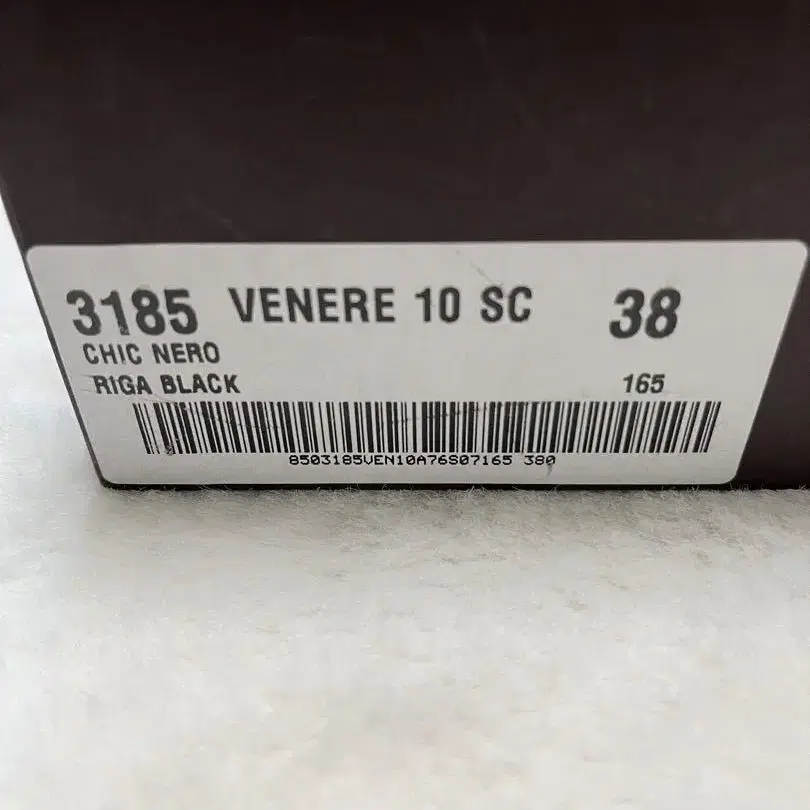 3185 VENERE 10 SC 38
CHIC NERO
RIGA BLACK 165
8503185VEN10A76S07165 380